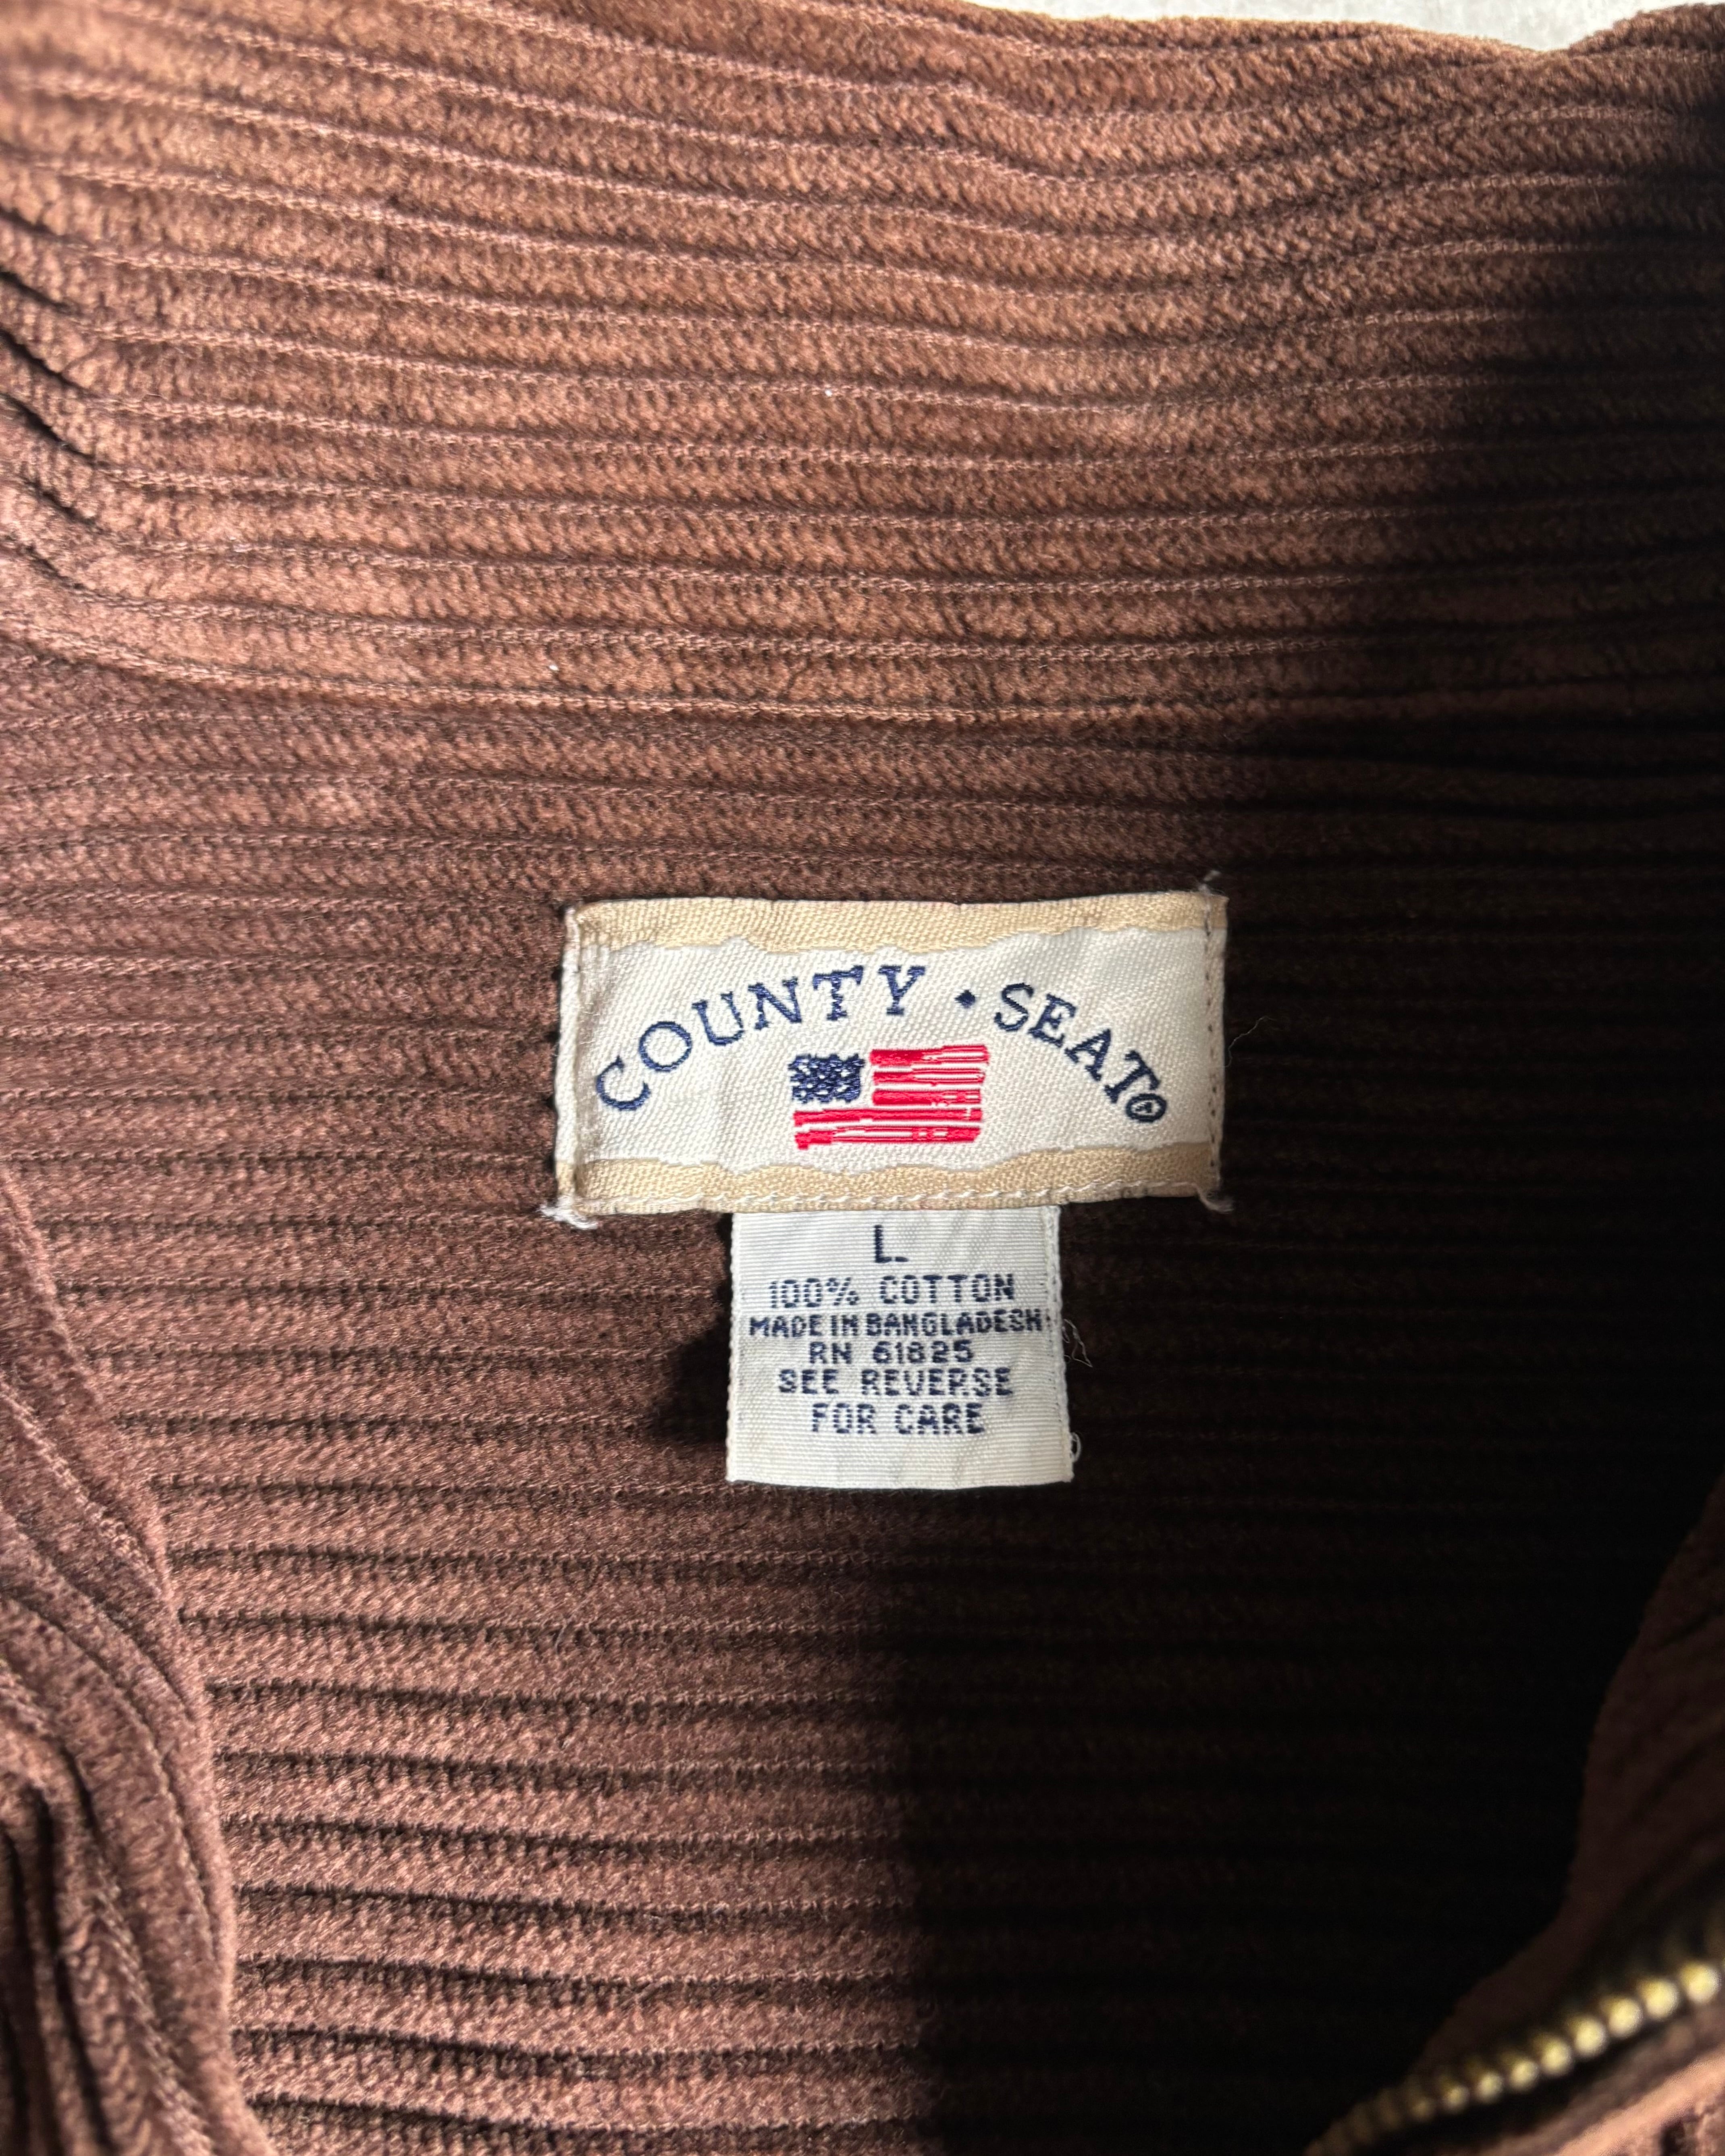 COUNTY • SEAT®
L
100% COTTON
MADE IN BANGLADESH
RN 61825
SEE REVERSE
FOR CARE